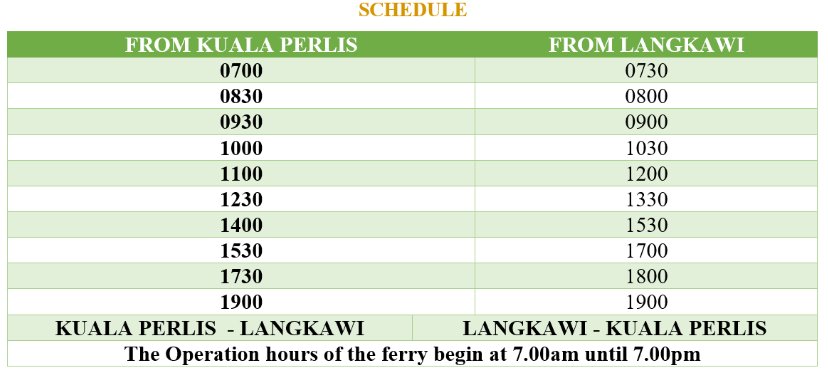 SCHEDULE
FROM KUALA PERLIS FROM LANGKAWI
0700 0730
0830 0800
0930 0900
1000 1030
1100 1200
1230 1330
1400 1530
1530 1700
1730 1800
1900 1900
KUALA PERLIS - LANGKAWI LANGKAWI - KUALA PERLIS
The Operation hours of the ferry begin at 7.00am until 7.00pm